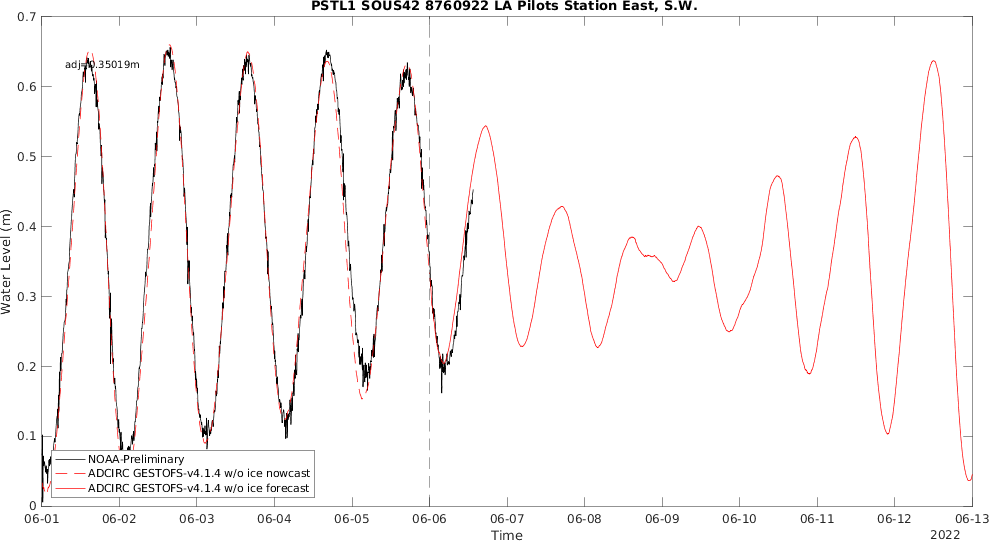 PSTL1 SOUS42 8760922 LA Pilots Station East, S.W.
0.7
0.6
0.5
0.4
0.3
0.2
0.1
0
Water Level (m)
adj=0.35019m
NOAA-Preliminary
ADCIRC GESTOFS-v4.1.4 w/o ice nowcast
ADCIRC GESTOFS-v4.1.4 w/o ice forecast
06-01 06-02 06-03 06-04 06-05 06-06 06-07 06-08 06-09 06-10 06-11 06-12 06-13
Time
2022